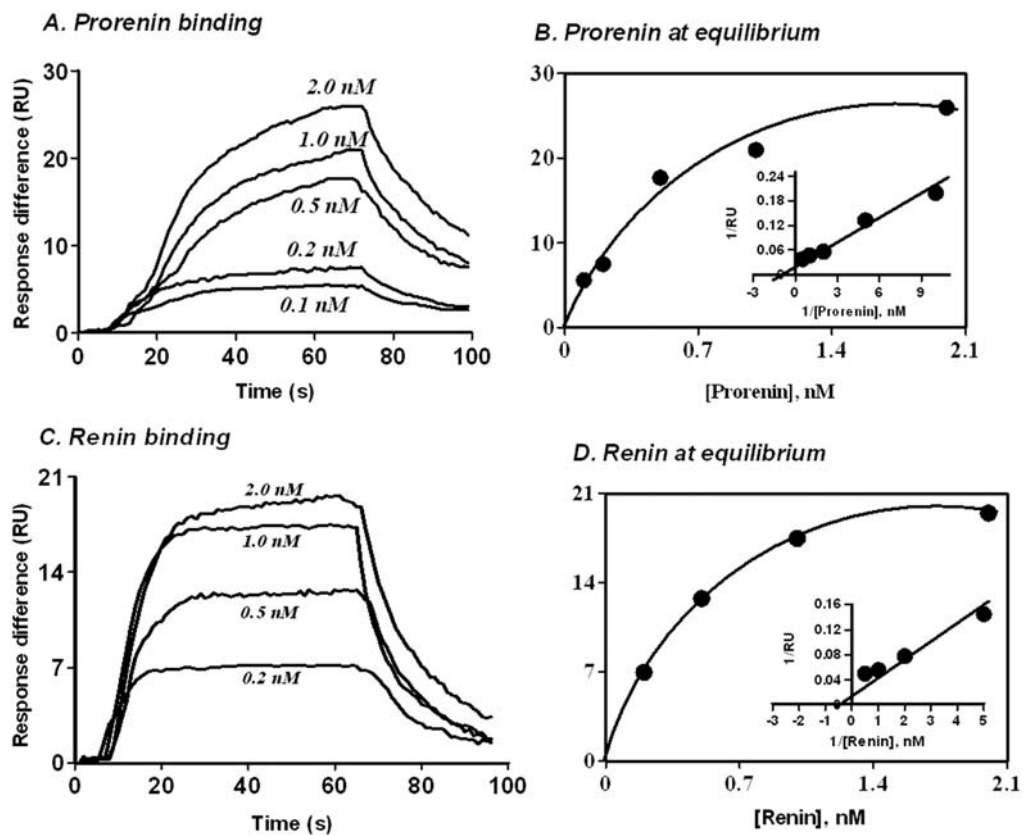 A. Prorenin binding
Response difference (RU)
30
20
10
0
2.0 nM
1.0 nM
0.5 nM
0.2 nM
0.1 nM
0 20 40 60 80 100
Time (s)
B. Prorenin at equilibrium
30
20
10
0
0 0.7 1.4 2.1
[Prorenin], nM
1/RU
0.24
0.18
0.12
0.06
0
-3 0 3 6 9
1/[Prorenin], nM
C. Renin binding
Response difference (RU)
21
14
7
0
2.0 nM
1.0 nM
0.5 nM
0.2 nM
0 20 40 60 80 100
Time (s)
D. Renin at equilibrium
21
14
7
0
0 0.7 1.4 2.1
[Renin], nM
1/RU
0.16
0.12
0.08
0.04
0
-3 -2 -1 0 1 2 3 4 5
1/[Renin], nM